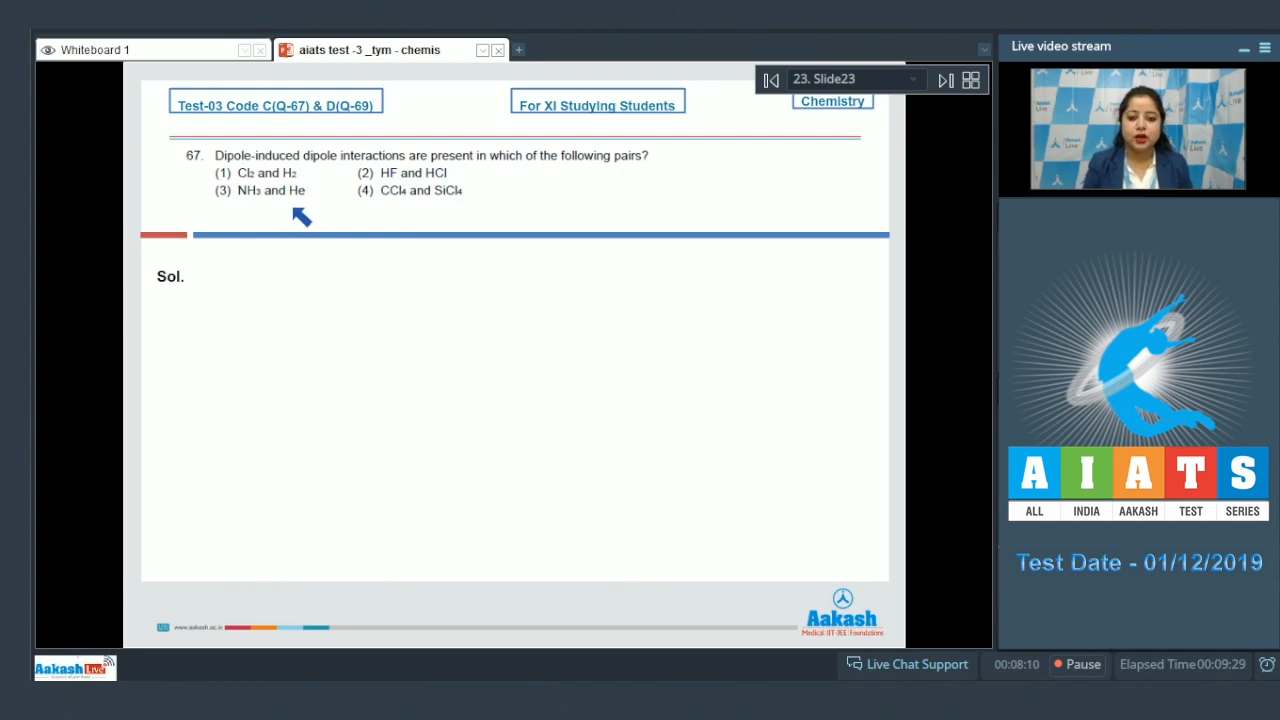 Whiteboard 1
aiats test -3 _tym - chemis
Live video stream
23. Slide23
Test-03 Code C(Q-67) & D(Q-69)
For XI Studying Students
Chemistry
67. Dipole-induced dipole interactions are present in which of the following pairs?
(1) Cl₂ and H₂ (2) HF and HCl
(3) NH₃ and He (4) CCl₄ and SiCl₄
Sol.
A I A T S
ALL INDIA AAKASH TEST SERIES
Test Date - 01/12/2019
Aakash
Medical | IIT-JEE | Foundations
www.aakash.ac.in
Aakash Live
Live Chat Support
00:08:10
Pause
Elapsed Time 00:09:29